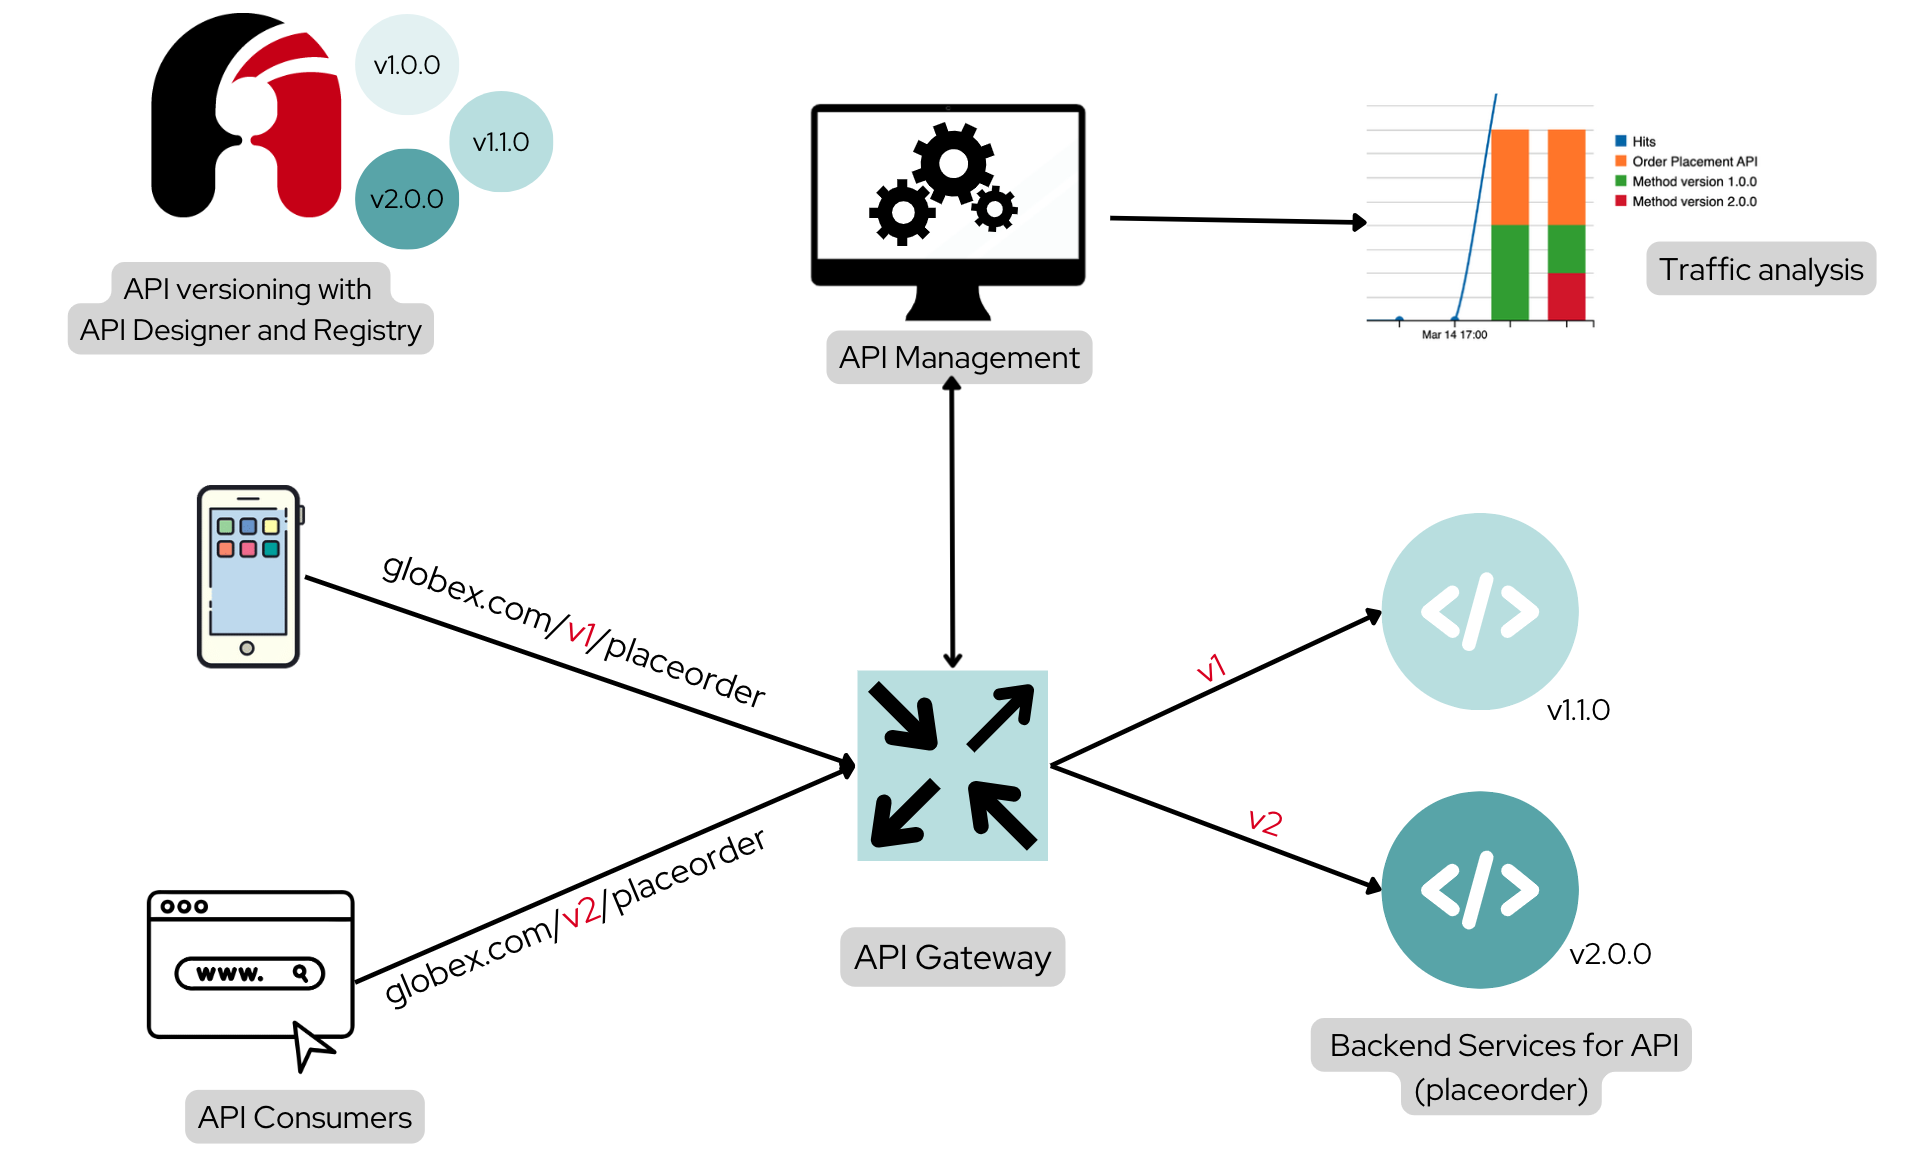 v1.0.0
v1.1.0
v2.0.0
API versioning with
API Designer and Registry
API Management
Hits
Order Placement API
Method version 1.0.0
Method version 2.0.0
Mar 14 17:00
Traffic analysis
globex.com/v1/placeorder
globex.com/v2/placeorder
www.
API Consumers
API Gateway
v1
v2
v1.1.0
v2.0.0
Backend Services for API
(placeorder)